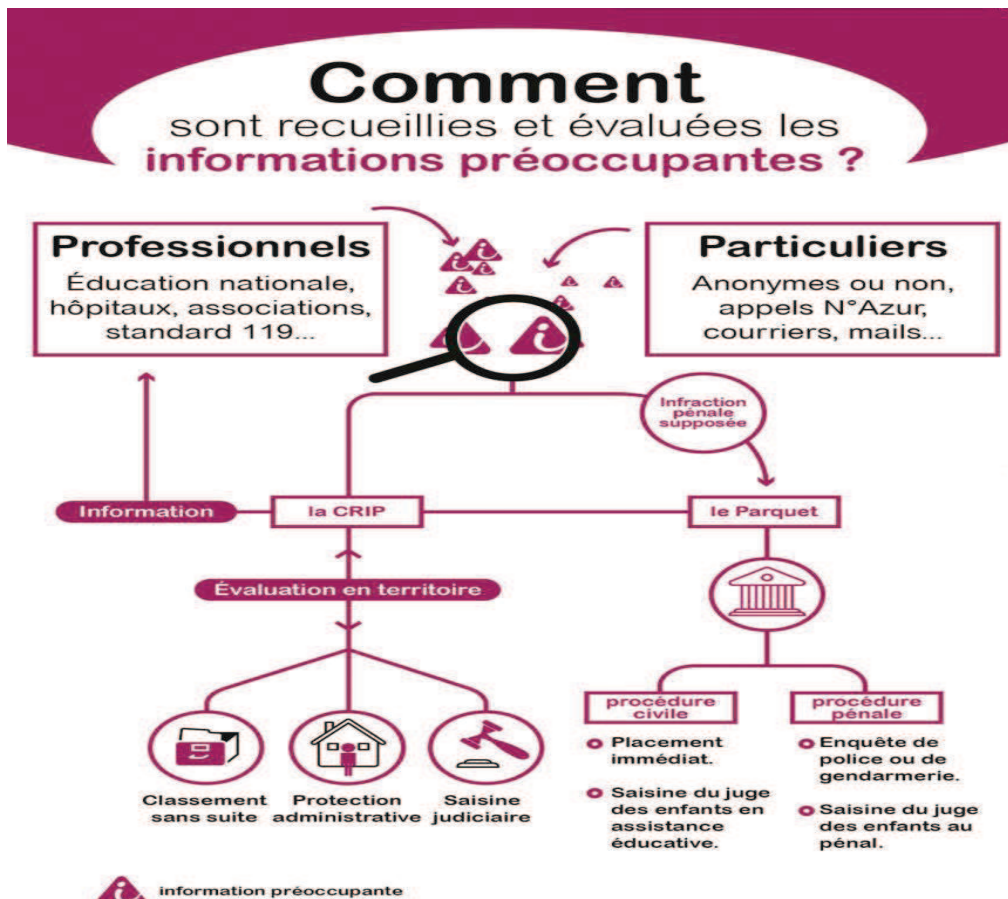 Comment
sont recueillies et évaluées les
informations préoccupantes ?
Professionnels
Éducation nationale,
hôpitaux, associations,
standard 119...
Particuliers
Anonymes ou non,
appels N°Azur,
courriers, mails...
Infraction
pénale
supposée
Information
la CRIP
le Parquet
Évaluation en territoire
Classement
sans suite
Protection
administrative
Saisine
judiciaire
procédure
civile
Placement
immédiat.
Saisine du juge
des enfants en
assistance
éducative.
procédure
pénale
Enquête de
police ou de
gendarmerie.
Saisine du juge
des enfants au
pénal.
information préoccupante